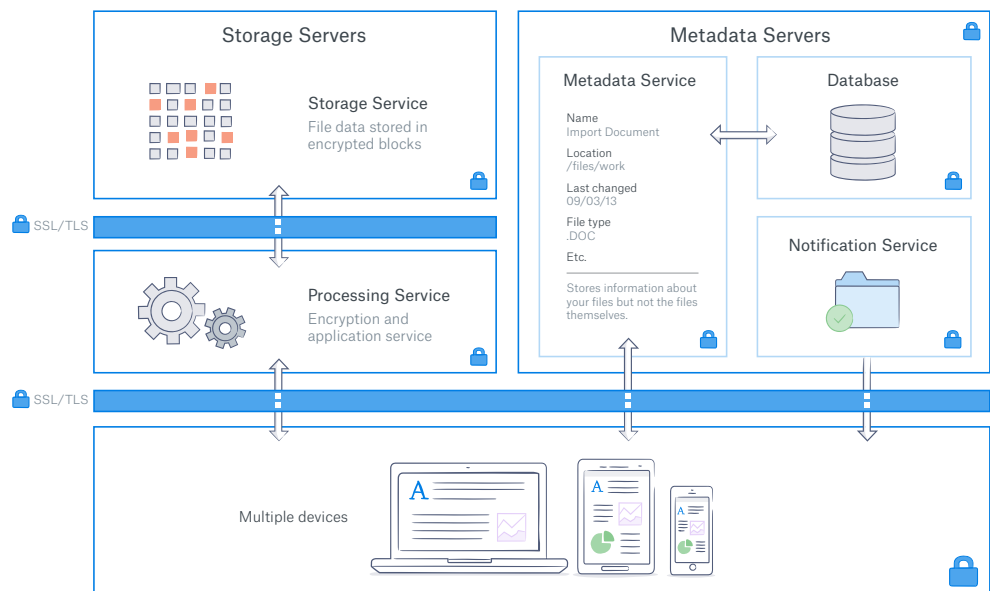 Storage Servers
Storage Service
File data stored in
encrypted blocks
SSL/TLS
Processing Service
Encryption and
application service
Metadata Servers
Metadata Service
Name
Import Document
Location
/files/work
Last changed
09/03/13
File type
.DOC
Etc.
Stores information about
your files but not the files
themselves.
Database
Notification Service
SSL/TLS
Multiple devices
A
A
A